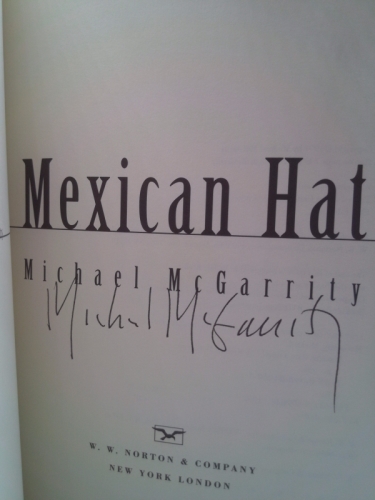 Mexican Hat
Michael McGarrity
Michael McGarrity
W. W. NORTON & COMPANY
NEW YORK LONDON